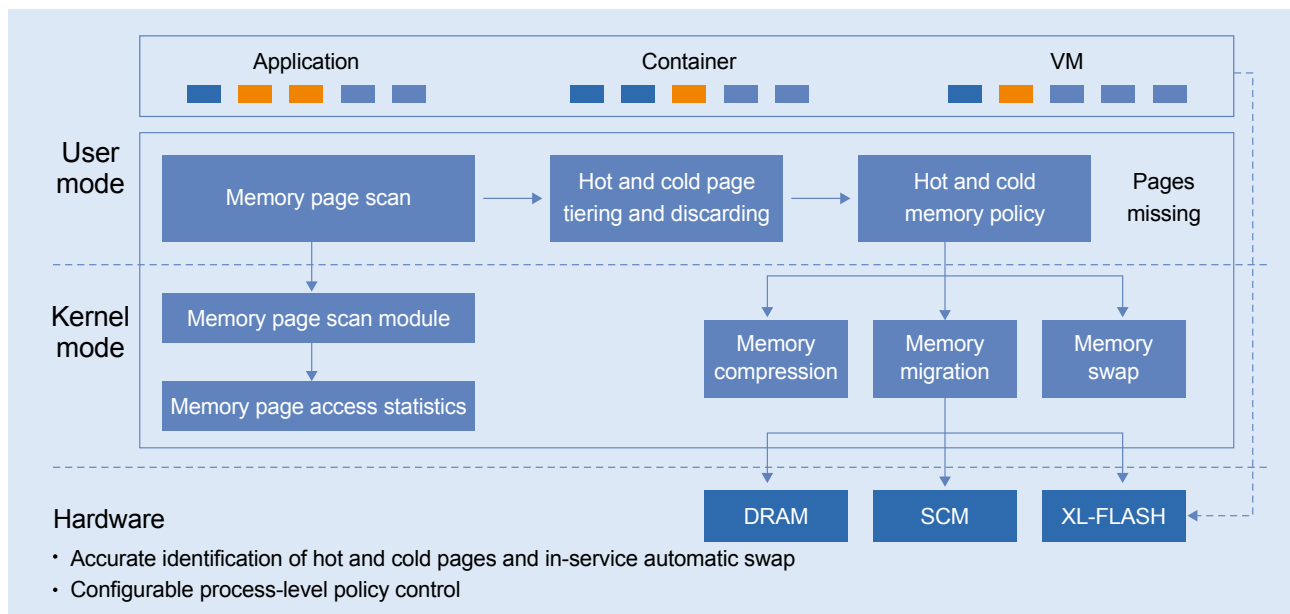 Application
Container
VM
User
mode
Memory page scan
Hot and cold page
tiering and discarding
Hot and cold
memory policy
Pages
missing
Kernel
mode
Memory page scan module
Memory page access statistics
Memory
compression
Memory
migration
Memory
swap
Hardware
DRAM
SCM
XL-FLASH
· Accurate identification of hot and cold pages and in-service automatic swap
· Configurable process-level policy control